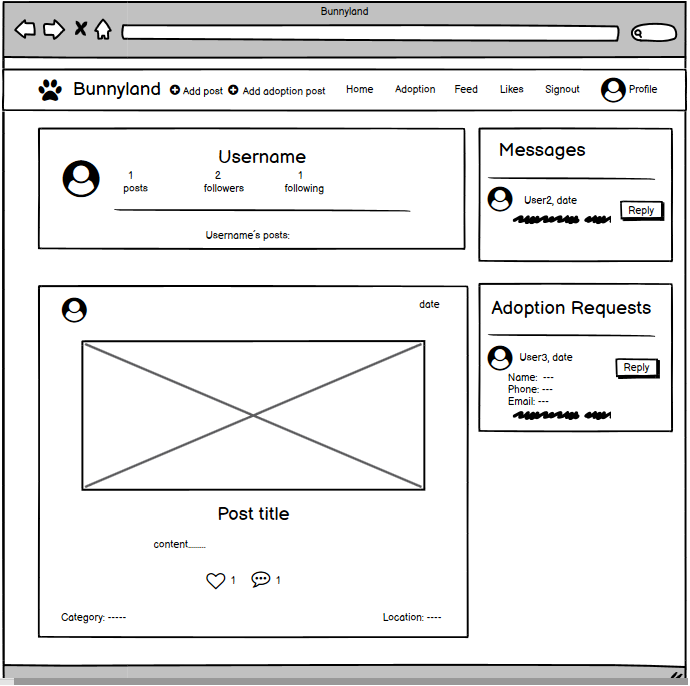 Bunnyland
Bunnyland Add post Add adoption post Home Adoption Feed Likes Signout Profile
Username
1 2 1
posts followers following
Username's posts:
Messages
User2, date
Reply
date
Post title
content........
1 1
Category: ----- Location: ----
Adoption Requests
User3, date
Reply
Name: ---
Phone: ---
Email: ---